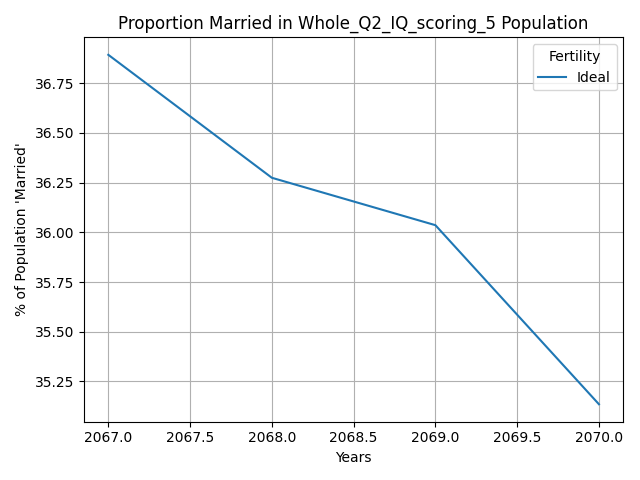 Proportion Married in Whole_Q2_IQ_scoring_5 Population
Fertility
Ideal
% of Population 'Married'
36.75
36.50
36.25
36.00
35.75
35.50
35.25
2067.0 2067.5 2068.0 2068.5 2069.0 2069.5 2070.0
Years